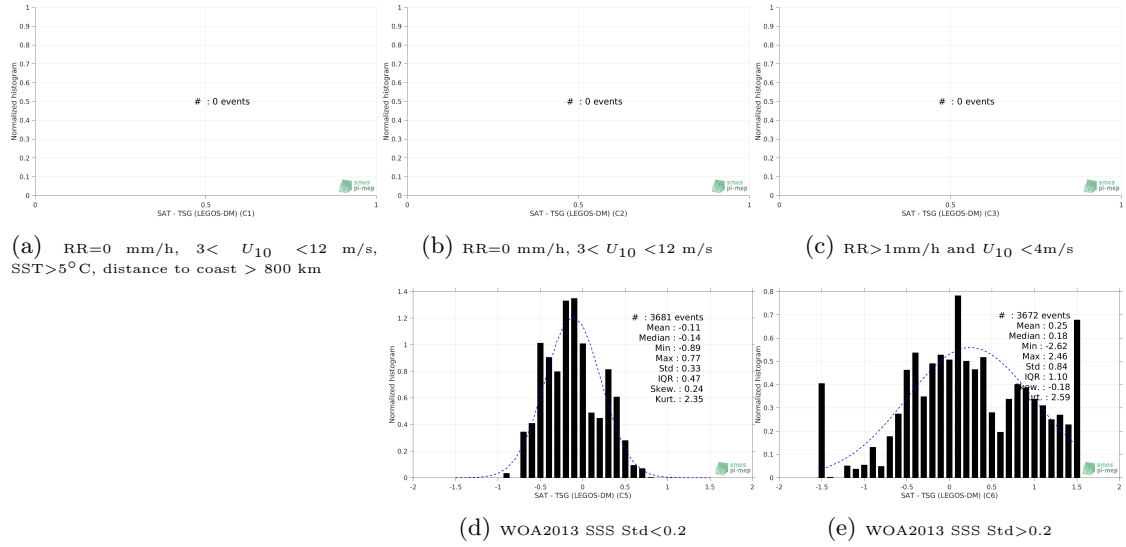 1
0.9
0.8
0.7
0.6
0.5
0.4
0.3
0.2
0.1
0
Normalized histogram
# : 0 events
smos
pi-mep
0 0.5 1
SAT - TSG (LEGOS-DM) (C1)
1
0.9
0.8
0.7
0.6
0.5
0.4
0.3
0.2
0.1
0
Normalized histogram
# : 0 events
smos
pi-mep
0 0.5 1
SAT - TSG (LEGOS-DM) (C2)
1
0.9
0.8
0.7
0.6
0.5
0.4
0.3
0.2
0.1
0
Normalized histogram
# : 0 events
smos
pi-mep
0 0.5 1
SAT - TSG (LEGOS-DM) (C3)
(a) RR=0 mm/h, 3< U10 <12 m/s,
SST>5°C, distance to coast > 800 km
(b) RR=0 mm/h, 3< U10 <12 m/s
(c) RR>1mm/h and U10 <4m/s
1.4
1.2
1
0.8
0.6
0.4
0.2
0
Normalized histogram
# : 3681 events
Mean : -0.11
Median : -0.14
Min : -0.89
Max : 0.77
Std : 0.33
IQR : 0.47
Skew. : 0.24
Kurt. : 2.35
smos
pi-mep
-2 -1.5 -1 -0.5 0 0.5 1 1.5 2
SAT - TSG (LEGOS-DM) (C5)
0.8
0.7
0.6
0.5
0.4
0.3
0.2
0.1
0
Normalized histogram
# : 3672 events
Mean : 0.25
Median : 0.18
Min : -2.62
Max : 2.46
Std : 0.84
IQR : 1.10
Skew. : -0.18
Kurt. : 2.59
smos
pi-mep
-2 -1.5 -1 -0.5 0 0.5 1 1.5 2
SAT - TSG (LEGOS-DM) (C6)
(d) WOA2013 SSS Std<0.2
(e) WOA2013 SSS Std>0.2